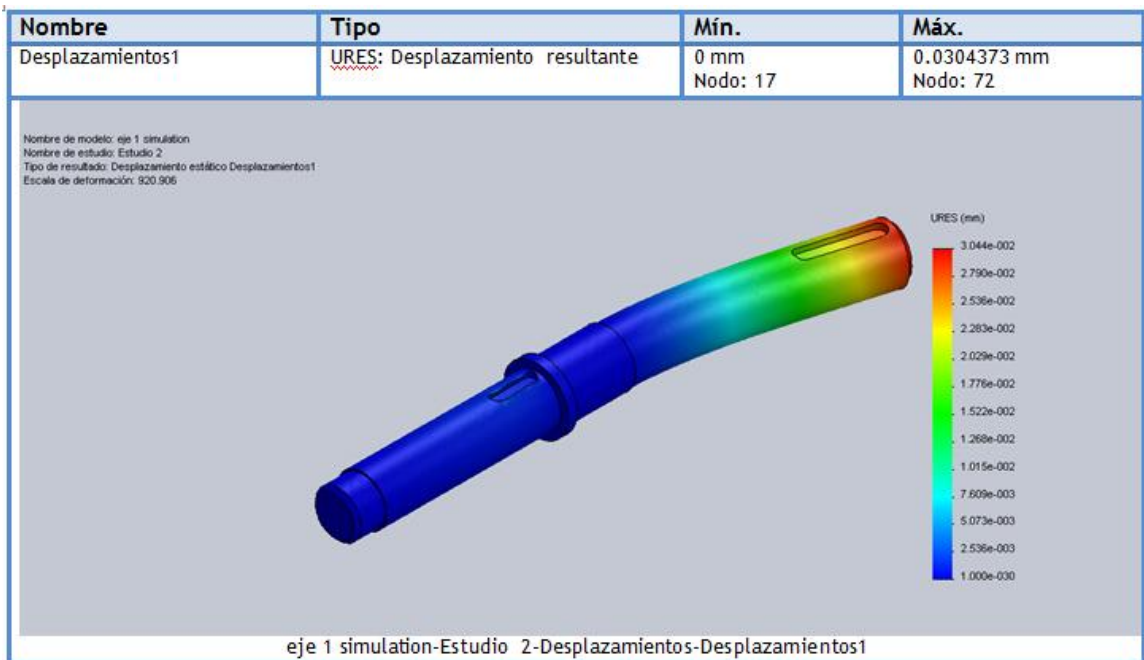 Nombre Tipo Mín. Máx.
Desplazamientos1 URES: Desplazamiento resultante 0 mm 0.0304373 mm
Nodo: 17 Nodo: 72
Nombre de modelo: eje 1 simulation
Nombre de estudio: Estudio 2
Tipo de resultado: Desplazamiento estático Desplazamientos1
Escala de deformación: 920.906
URES (mm)
3.044e-002
2.790e-002
2.536e-002
2.283e-002
2.029e-002
1.776e-002
1.522e-002
1.268e-002
1.015e-002
7.609e-003
5.073e-003
2.536e-003
1.000e-030
eje 1 simulation-Estudio 2-Desplazamientos-Desplazamientos1